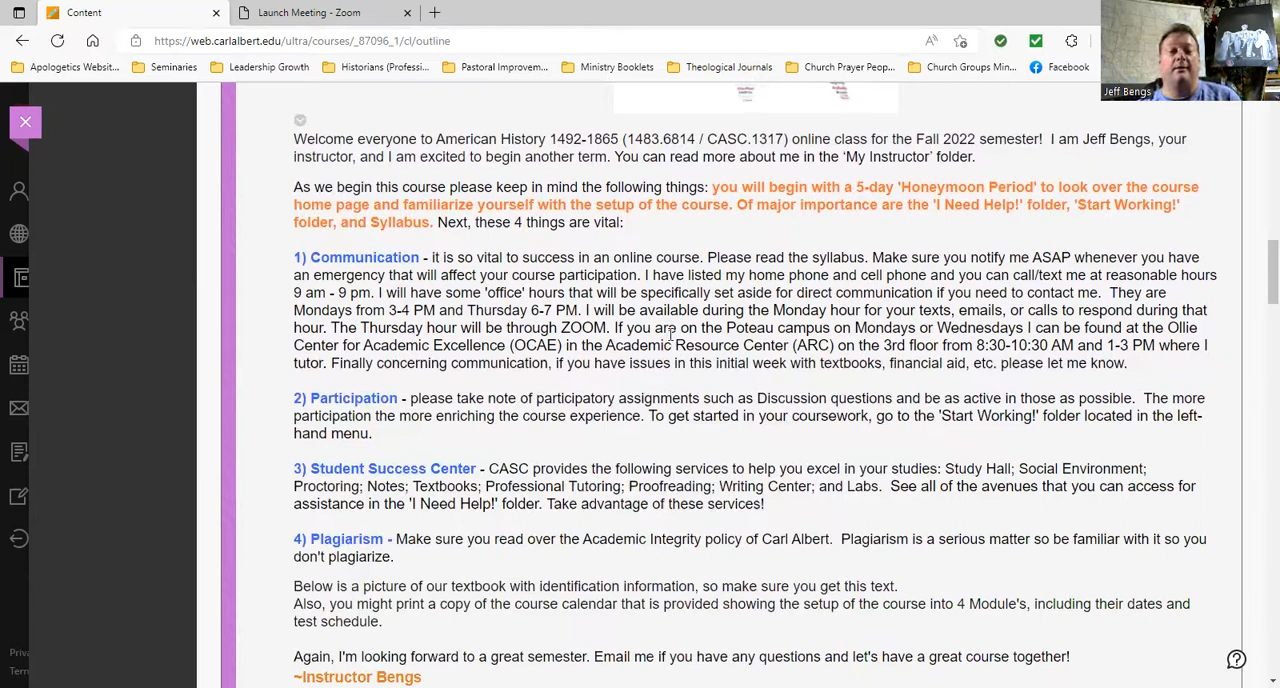 Content
Launch Meeting - Zoom
https://web.carlalbert.edu/ultra/courses/_87096_1/cl/outline
Apologetics Websit...
Seminaries
Leadership Growth
Historians (Professi...
Pastoral Improvem...
Ministry Booklets
Theological Journals
Church Prayer Peop...
Church Groups Min...
Facebook
Jeff Bengs
Welcome everyone to American History 1492-1865 (1483.6814 / CASC.1317) online class for the Fall 2022 semester!  I am Jeff Bengs, your
instructor, and I am excited to begin another term. You can read more about me in the ‘My Instructor’ folder.
As we begin this course please keep in mind the following things: you will begin with a 5-day 'Honeymoon Period' to look over the course
home page and familiarize yourself with the setup of the course. Of major importance are the 'I Need Help!' folder, 'Start Working!'
folder, and Syllabus. Next, these 4 things are vital:
1) Communication - it is so vital to success in an online course. Please read the syllabus. Make sure you notify me ASAP whenever you have
an emergency that will affect your course participation. I have listed my home phone and cell phone and you can call/text me at reasonable hours
9 am - 9 pm. I will have some 'office' hours that will be specifically set aside for direct communication if you need to contact me.  They are
Mondays from 3-4 PM and Thursday 6-7 PM. I will be available during the Monday hour for your texts, emails, or calls to respond during that
hour. The Thursday hour will be through ZOOM. If you are on the Poteau campus on Mondays or Wednesdays I can be found at the Ollie
Center for Academic Excellence (OCAE) in the Academic Resource Center (ARC) on the 3rd floor from 8:30-10:30 AM and 1-3 PM where I
tutor. Finally concerning communication, if you have issues in this initial week with textbooks, financial aid, etc. please let me know.
2) Participation - please take note of participatory assignments such as Discussion questions and be as active in those as possible.  The more
participation the more enriching the course experience. To get started in your coursework, go to the 'Start Working!' folder located in the left-
hand menu.
3) Student Success Center - CASC provides the following services to help you excel in your studies: Study Hall; Social Environment;
Proctoring; Notes; Textbooks; Professional Tutoring; Proofreading; Writing Center; and Labs.  See all of the avenues that you can access for
assistance in the 'I Need Help!' folder. Take advantage of these services!
4) Plagiarism - Make sure you read over the Academic Integrity policy of Carl Albert.  Plagiarism is a serious matter so be familiar with it so you
don't plagiarize.
Below is a picture of our textbook with identification information, so make sure you get this text.
Also, you might print a copy of the course calendar that is provided showing the setup of the course into 4 Module's, including their dates and
test schedule.
Again, I'm looking forward to a great semester. Email me if you have any questions and let's have a great course together!
~Instructor Bengs
Priv
Tern